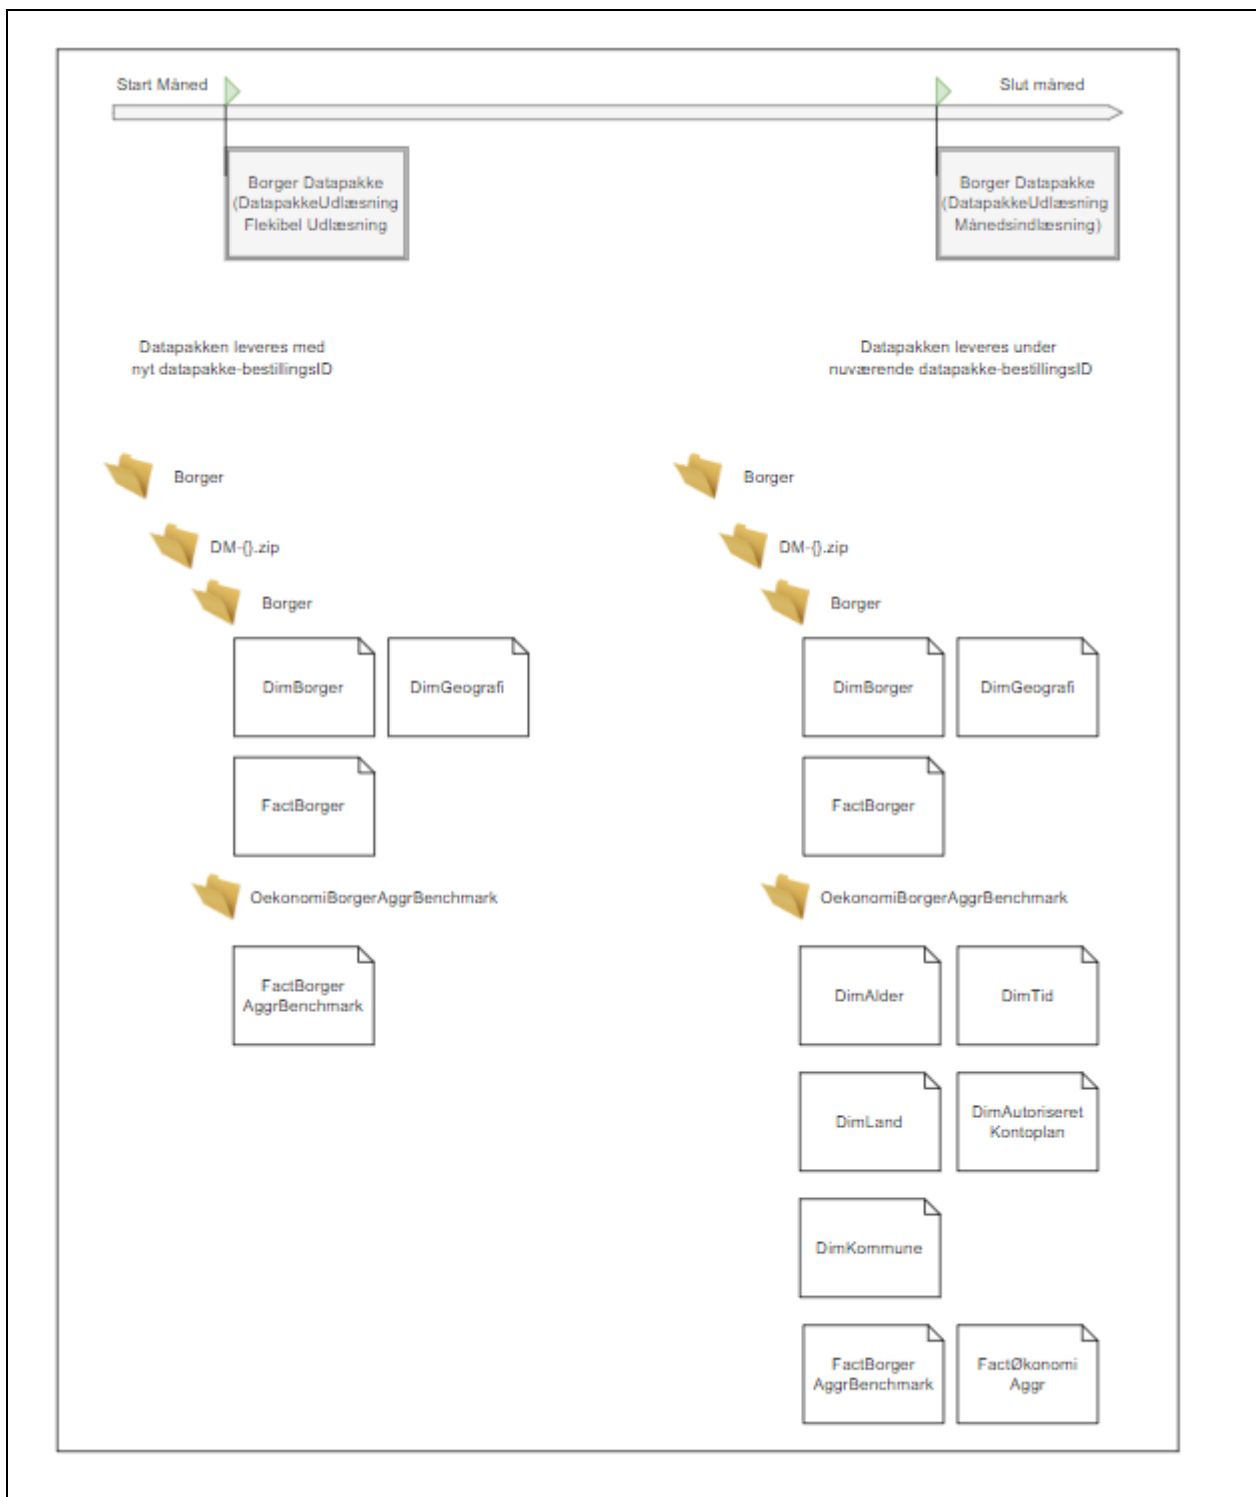 Start Måned
Slut måned
Borger Datapakke
(DatapakkeUdlæsning
Flekibel Udlæsning
Borger Datapakke
(DatapakkeUdlæsning
Månedsindlæsning)
Datapakken leveres med
nyt datapakke-bestillingsID
Datapakken leveres under
nuværende datapakke-bestillingsID
Borger
DM-{}.zip
Borger
DimBorger
DimGeografi
FactBorger
OekonomiBorgerAggrBenchmark
FactBorger
AggrBenchmark
Borger
DM-{}.zip
Borger
DimBorger
DimGeografi
FactBorger
OekonomiBorgerAggrBenchmark
DimAlder
DimTid
DimLand
DimAutoriseret
Kontoplan
DimKommune
FactBorger
AggrBenchmark
FactØkonomi
Aggr